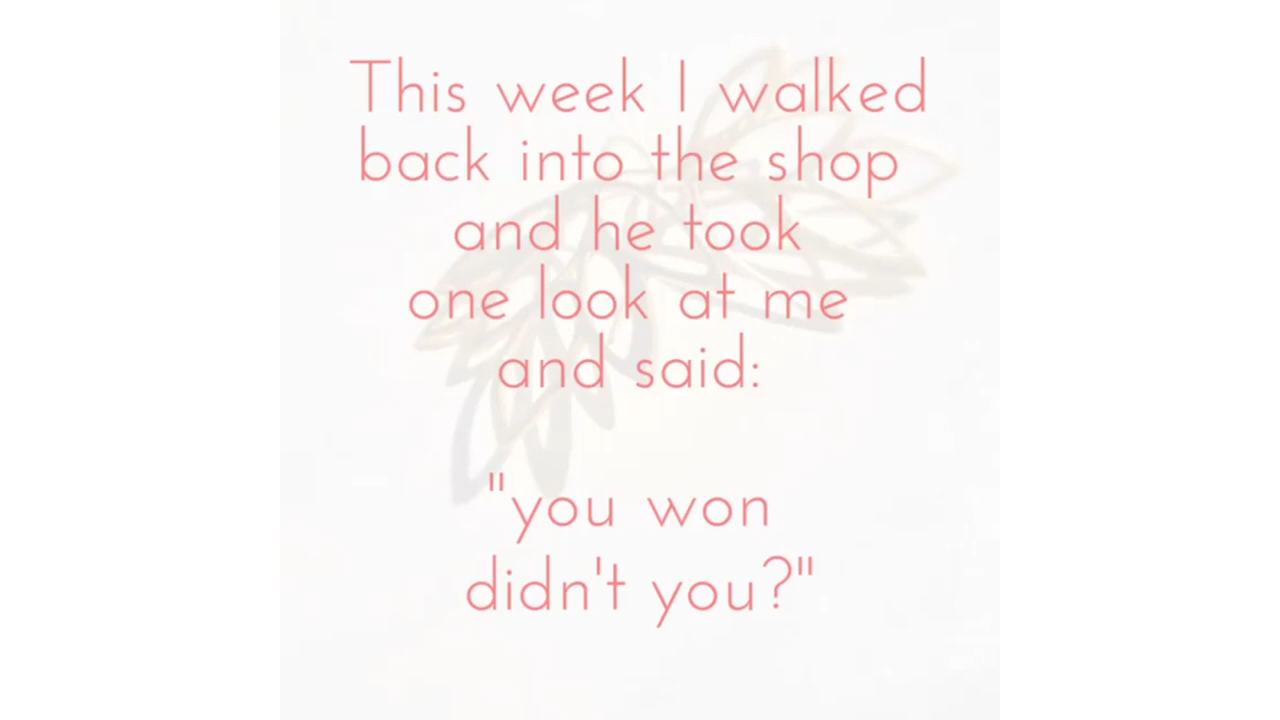 This week I walked
back into the shop
and he took
one look at me
and said:
"you won
didn't you?"